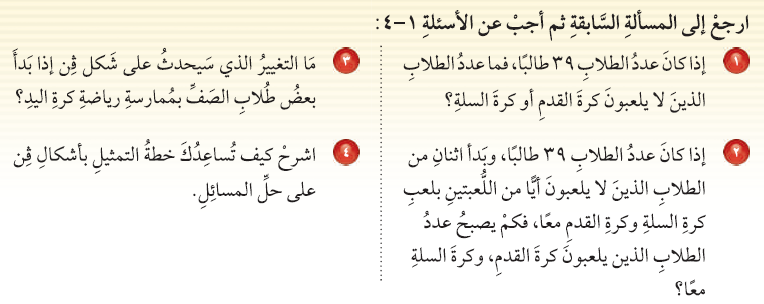 ارجعْ إلى المسألةِ السَّابقةِ ثم أجبْ عن الأسئلةِ ١-٤ :
١ إذا كانَ عددُ الطلابِ ٣٩ طالبًا، فما عددُ الطلابِ
الذينَ لا يلعبونَ كرةَ القدمِ أو كرةَ السلةِ؟
٢ إذا كانَ عددُ الطلابِ ٣٩ طالبًا، وبَدأ اثنانِ من
الطلابِ الذينَ لا يلعبونَ أيًّا من اللُّعبتينِ بلعبِ
كرةِ السلةِ وكرةِ القدمِ معًا، فكمْ يصبحُ عددُ
الطلابِ الذين يلعبونَ كرةَ القدمِ، وكرةَ السلةِ
معًا؟
٣ مَا التغييرُ الذي سَيحدثُ على شَكل ڤِن إذا بَدأَ
بعضُ طُلابِ الصَفِّ بمُمارسةِ رياضةِ كرةِ اليدِ؟
٤ اشرحْ كيف تُساعِدُكَ خطةُ التمثيلِ بأشكالِ ڤِن
على حلِّ المسائِلِ.